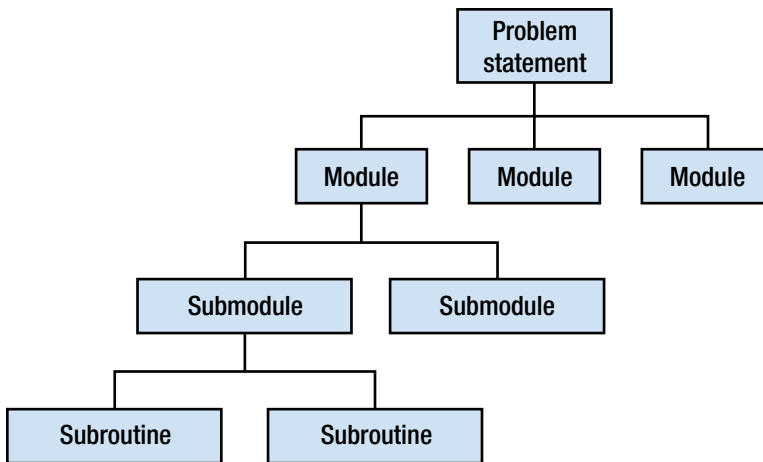 Problem
statement
Module
Module
Module
Submodule
Submodule
Subroutine
Subroutine